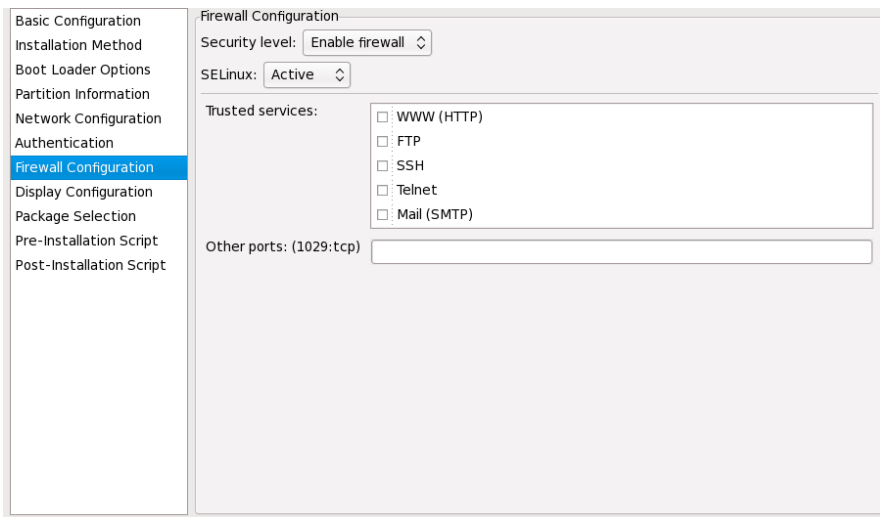 Basic Configuration
Installation Method
Boot Loader Options
Partition Information
Network Configuration
Authentication
Firewall Configuration
Display Configuration
Package Selection
Pre-Installation Script
Post-Installation Script
Firewall Configuration
Security level: Enable firewall
SELinux: Active
Trusted services:
WWW (HTTP)
FTP
SSH
Telnet
Mail (SMTP)
Other ports: (1029:tcp)